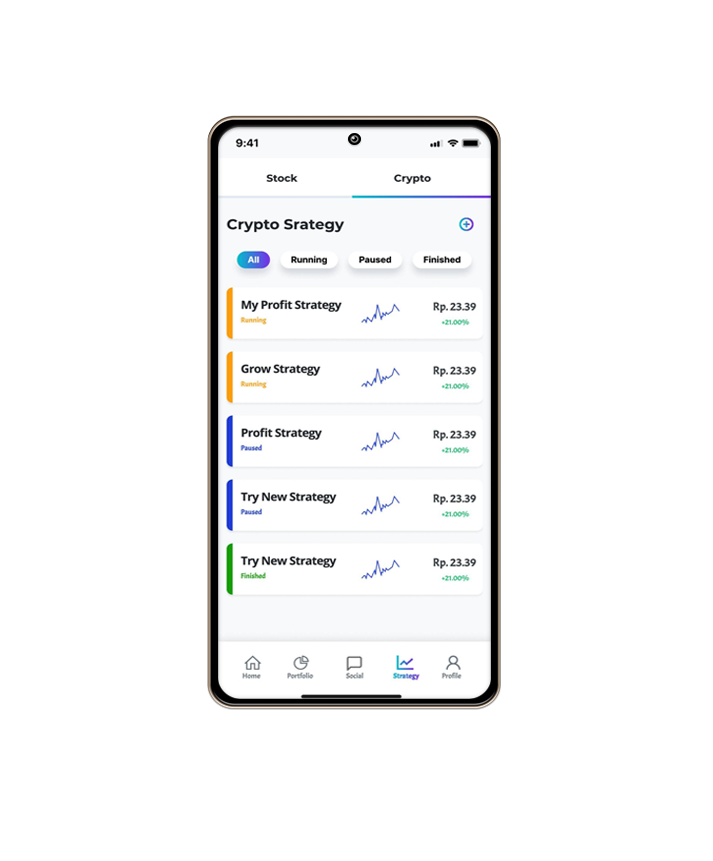 9:41
Stock Crypto
Crypto Srategy
All Running Paused Finished
My Profit Strategy Rp. 23.39
Running +21.00%
Grow Strategy Rp. 23.39
Running +21.00%
Profit Strategy Rp. 23.39
Paused +21.00%
Try New Strategy Rp. 23.39
Paused +21.00%
Try New Strategy Rp. 23.39
Finished +21.00%
Home Portfolio Social Strategy Profile